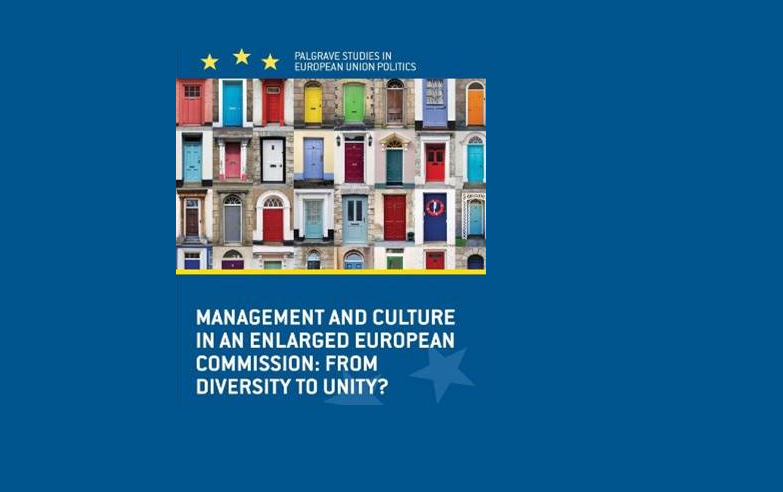 PALGRAVE STUDIES IN
EUROPEAN UNION POLITICS
MANAGEMENT AND CULTURE
IN AN ENLARGED EUROPEAN
COMMISSION: FROM
DIVERSITY TO UNITY?